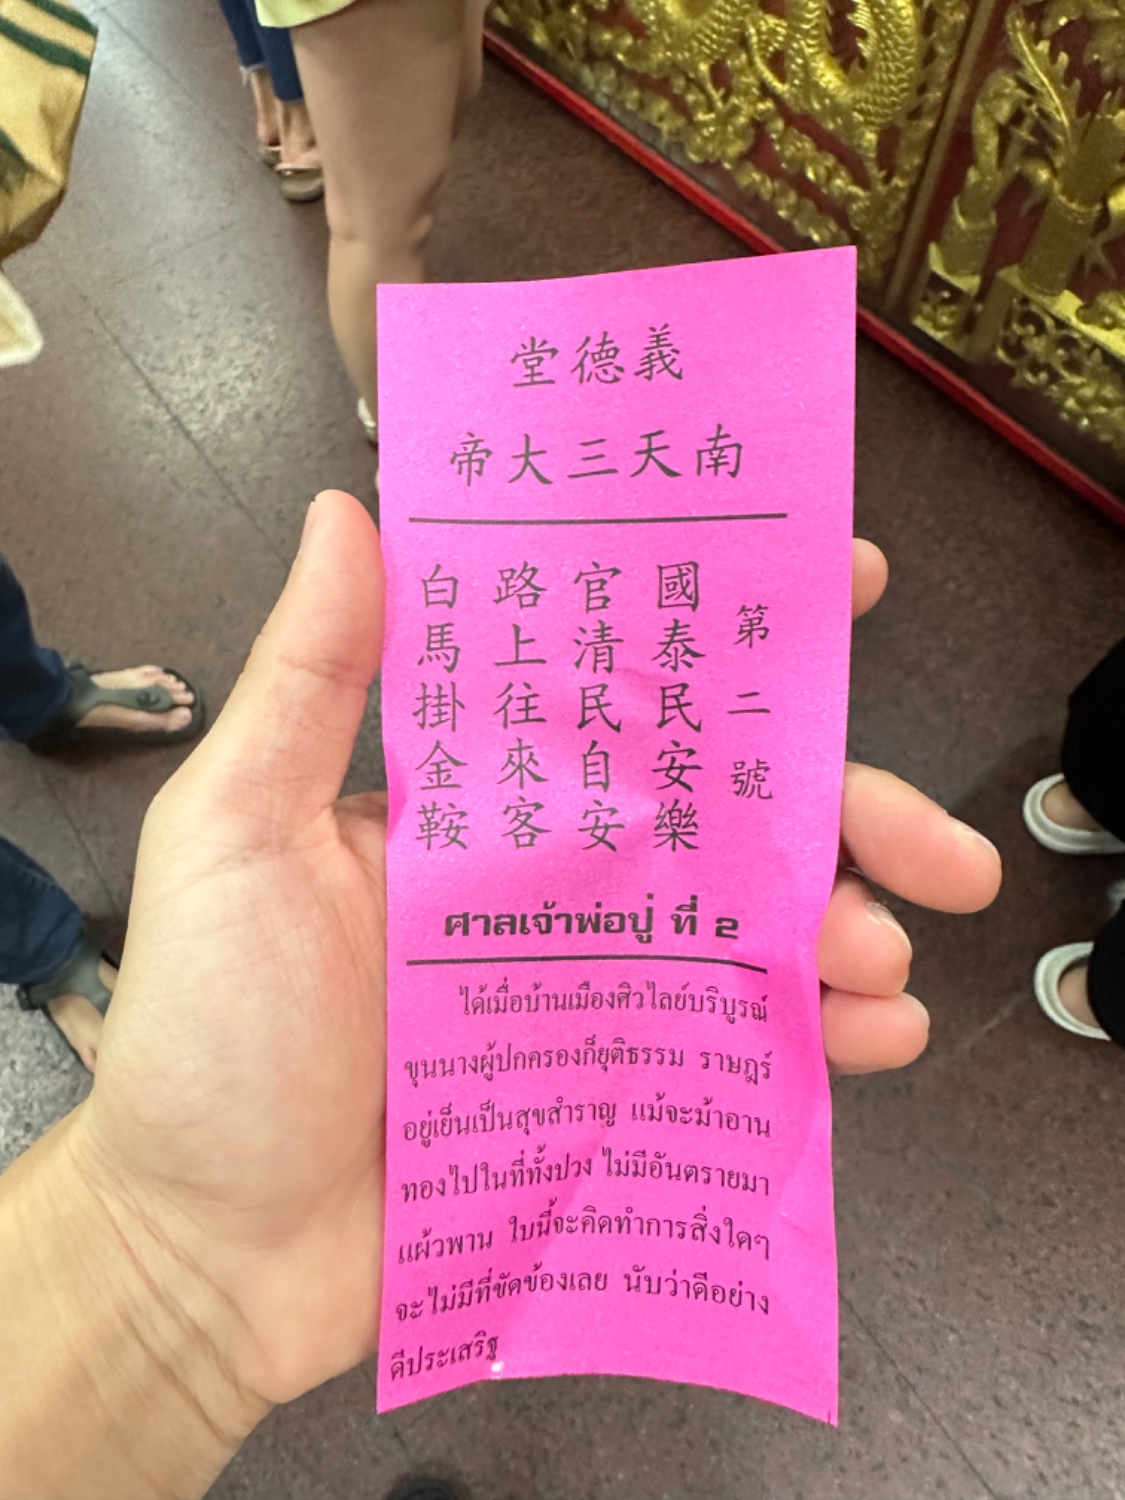 義德堂
南天三大帝
第二號
國泰民安樂
官清民自安
路上往來客
白馬掛金鞍
ศาลเจ้าพ่อปู่ ที่ 2
ได้เมื่อบ้านเมืองศิวไลย์บริบูรณ์
ขุนนางผู้ปกครองก็ยุติธรรม ราษฎร์
อยู่เย็นเป็นสุขสำราญ แม้จะม้าอาน
ทองไปในที่ทั้งปวง ไม่มีอันตรายมา
แผ้วพาน ใบนี้จะคิดทำการสิ่งใดๆ
จะไม่มีที่ขัดข้องเลย นับว่าดีอย่าง
ดีประเสริฐ